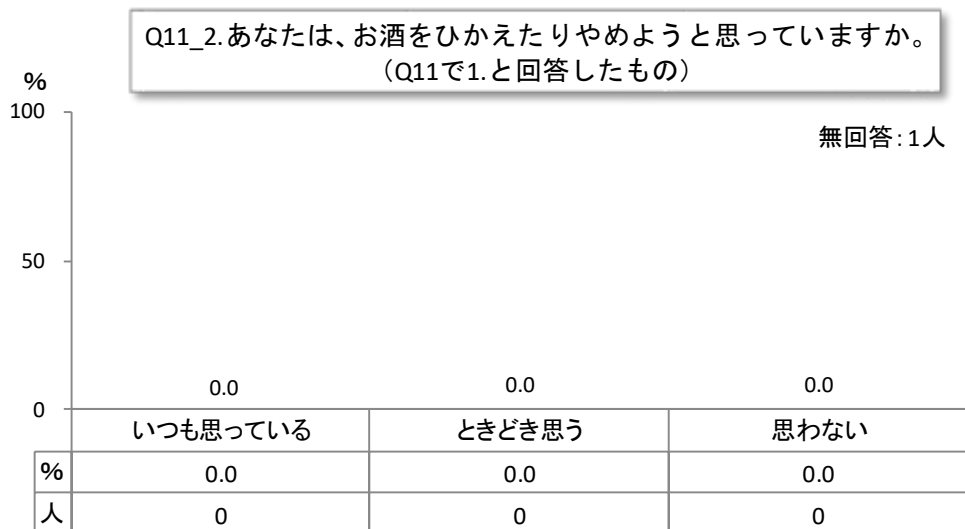 Q11_2.あなたは、お酒をひかえたりやめようと思っていますか。
（Q11で1.と回答したもの）
%
100
無回答：1人
50
0.0 0.0 0.0
0
いつも思っている ときどき思う 思わない
% 0.0 0.0 0.0
人 0 0 0